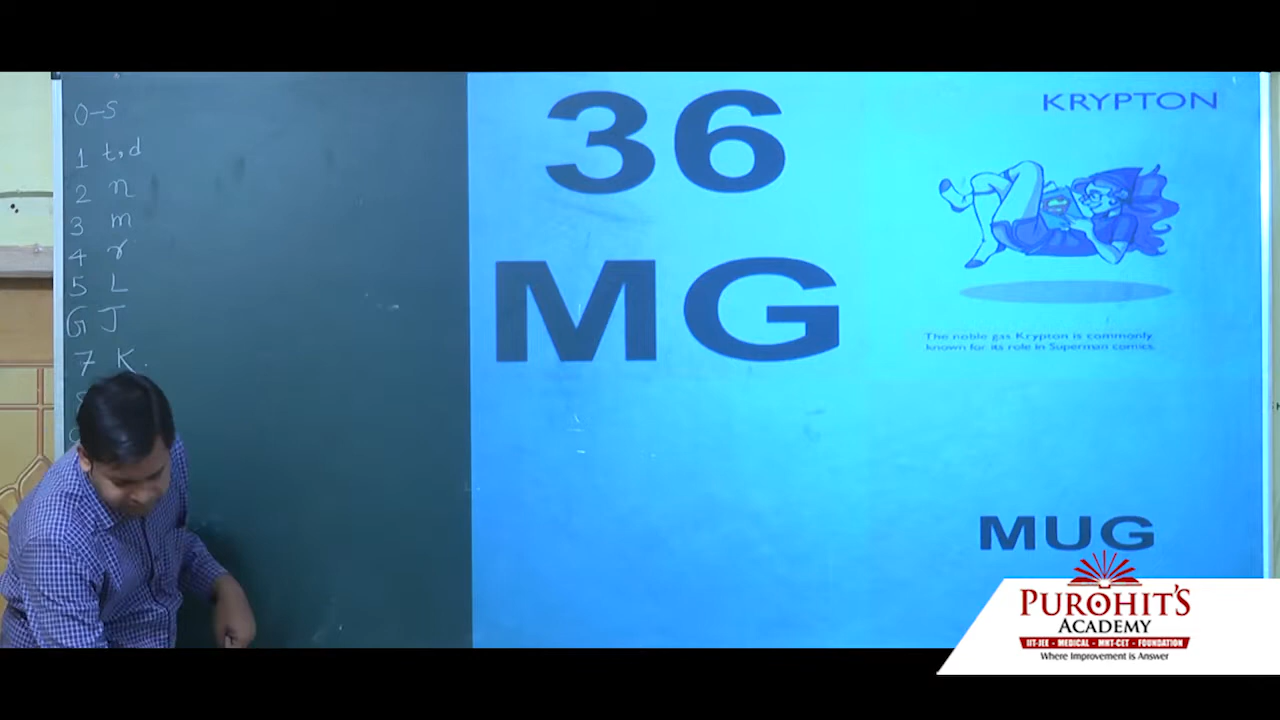 0-S
1 t,d
2 n
3 m
4 r
5 L
6 J
7 K.
36
MG
KRYPTON
The noble gas Krypton is commonly
known for its role in Superman comics.
MUG
PUROHIT'S
ACADEMY
IIT-JEE - MEDICAL - MHT-CET - FOUNDATION
Where Improvement is Answer